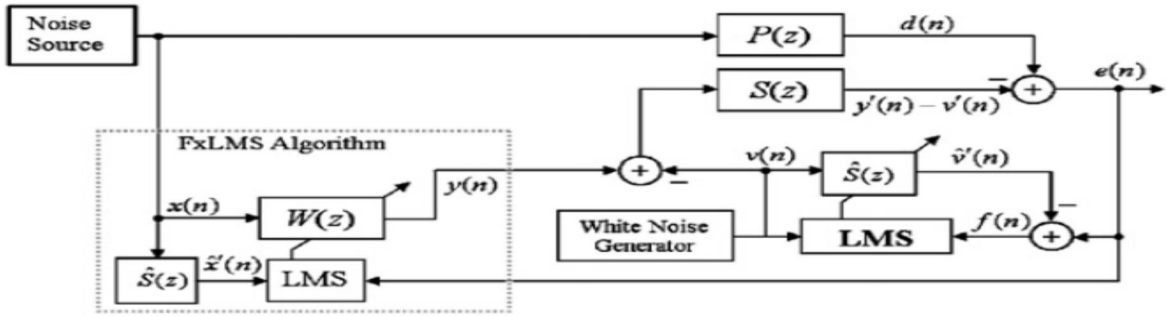 Noise
Source
P(z)
d(n)
e(n)
−
+
S(z)
y'(n) − v'(n)
FxLMS Algorithm
+
−
v(n)
Ŝ(z)
v̂'(n)
−
x(n)
W(z)
y(n)
White Noise
Generator
LMS
f(n)
+
Ŝ(z)
x̂'(n)
LMS